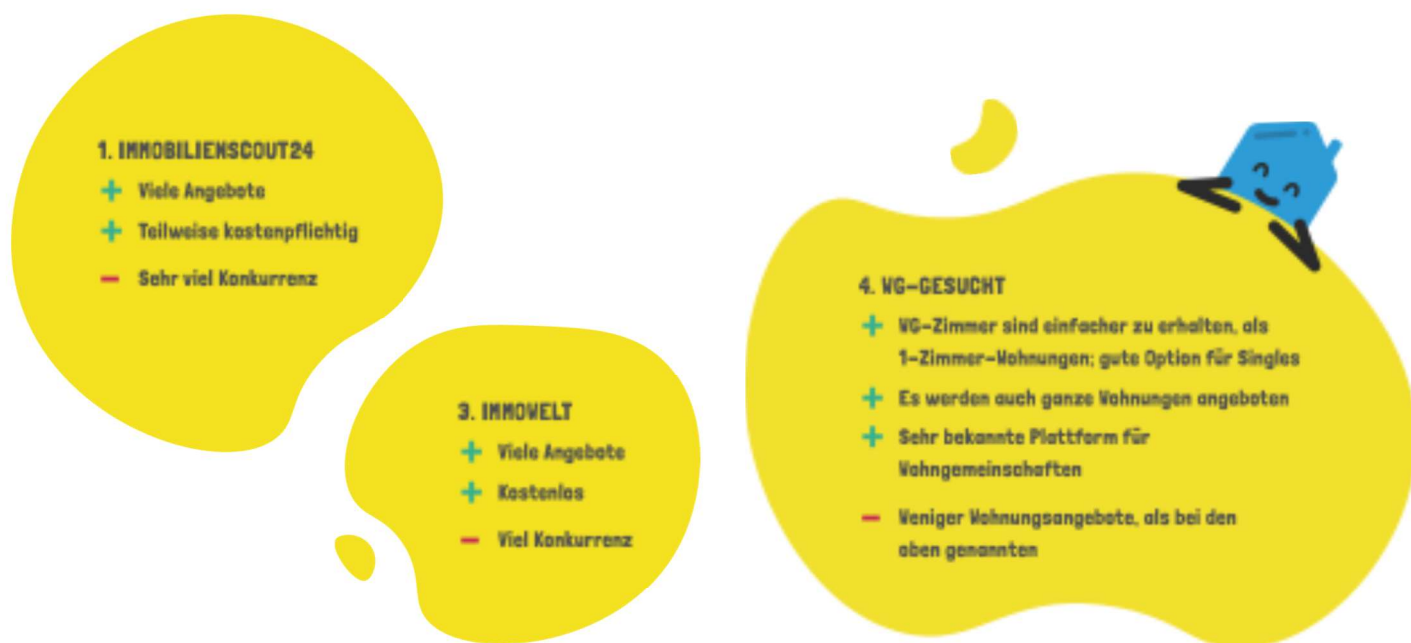 1. IMMOBILIENSCOUT24
+ Viele Angebote
+ Teilweise kostenpflichtig
- Sehr viel Konkurrenz
3. IMMOWELT
+ Viele Angebote
+ Kostenlos
- Viel Konkurrenz
4. WG-GESUCHT
+ WG-Zimmer sind einfacher zu erhalten, als
1-Zimmer-Wohnungen; gute Option für Singles
+ Es werden auch ganze Wohnungen angeboten
+ Sehr bekannte Plattform für
Wohngemeinschaften
- Weniger Wohnungsangebote, als bei den
oben genannten